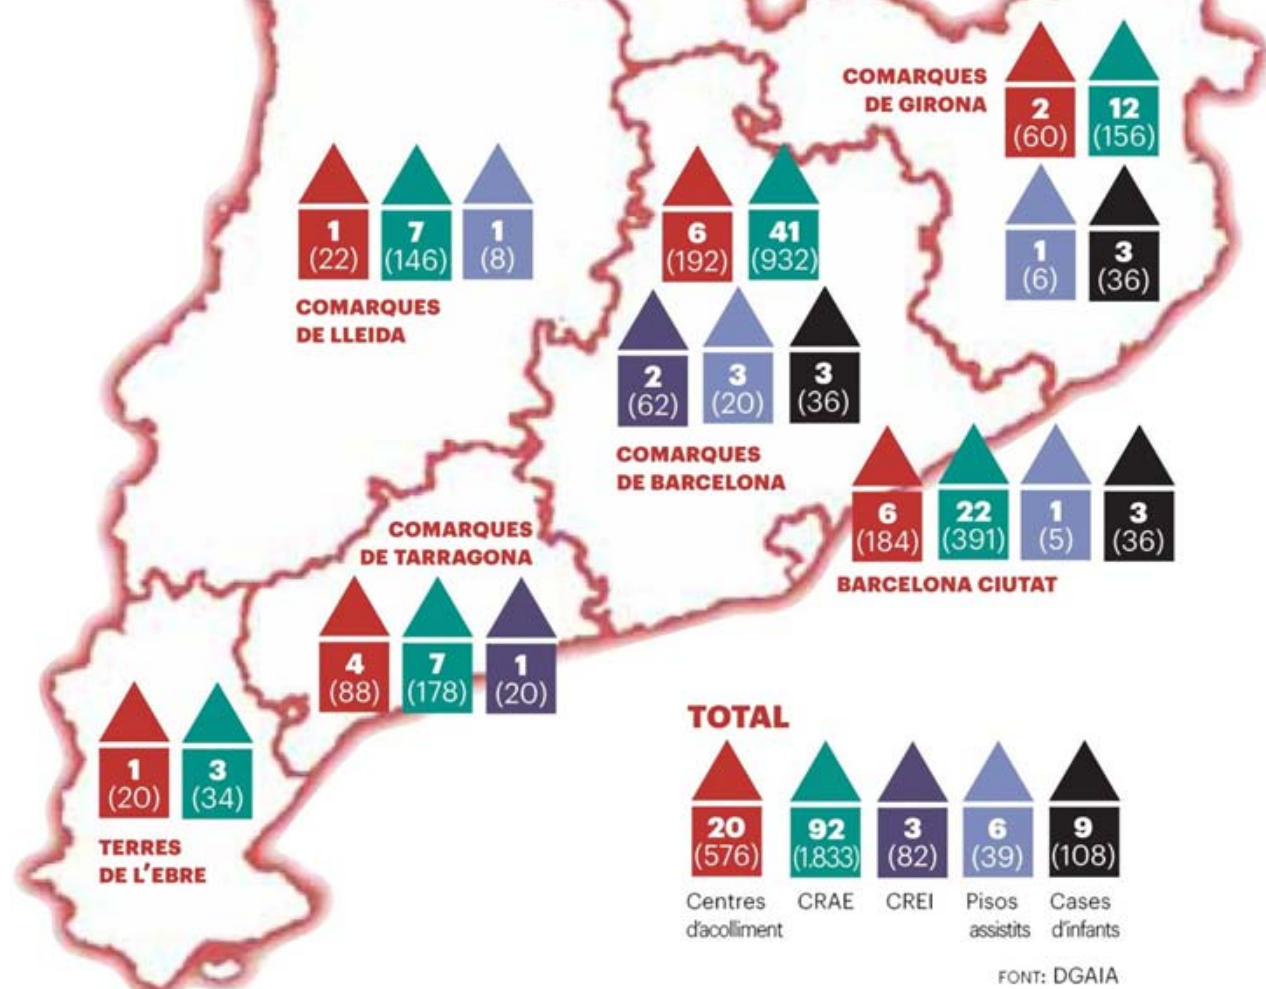 COMARQUES
DE GIRONA
2
(60)
12
(156)
1
(6)
3
(36)
1
(22)
7
(146)
1
(8)
COMARQUES
DE LLEIDA
6
(192)
41
(932)
2
(62)
3
(20)
3
(36)
COMARQUES
DE BARCELONA
6
(184)
22
(391)
1
(5)
3
(36)
BARCELONA CIUTAT
COMARQUES
DE TARRAGONA
4
(88)
7
(178)
1
(20)
1
(20)
3
(34)
TERRES
DE L'EBRE
TOTAL
20
(576)
92
(1.833)
3
(82)
6
(39)
9
(108)
Centres
d'acolliment
CRAE
CREI
Pisos
assistits
Cases
d'infants
FONT: DGAIA